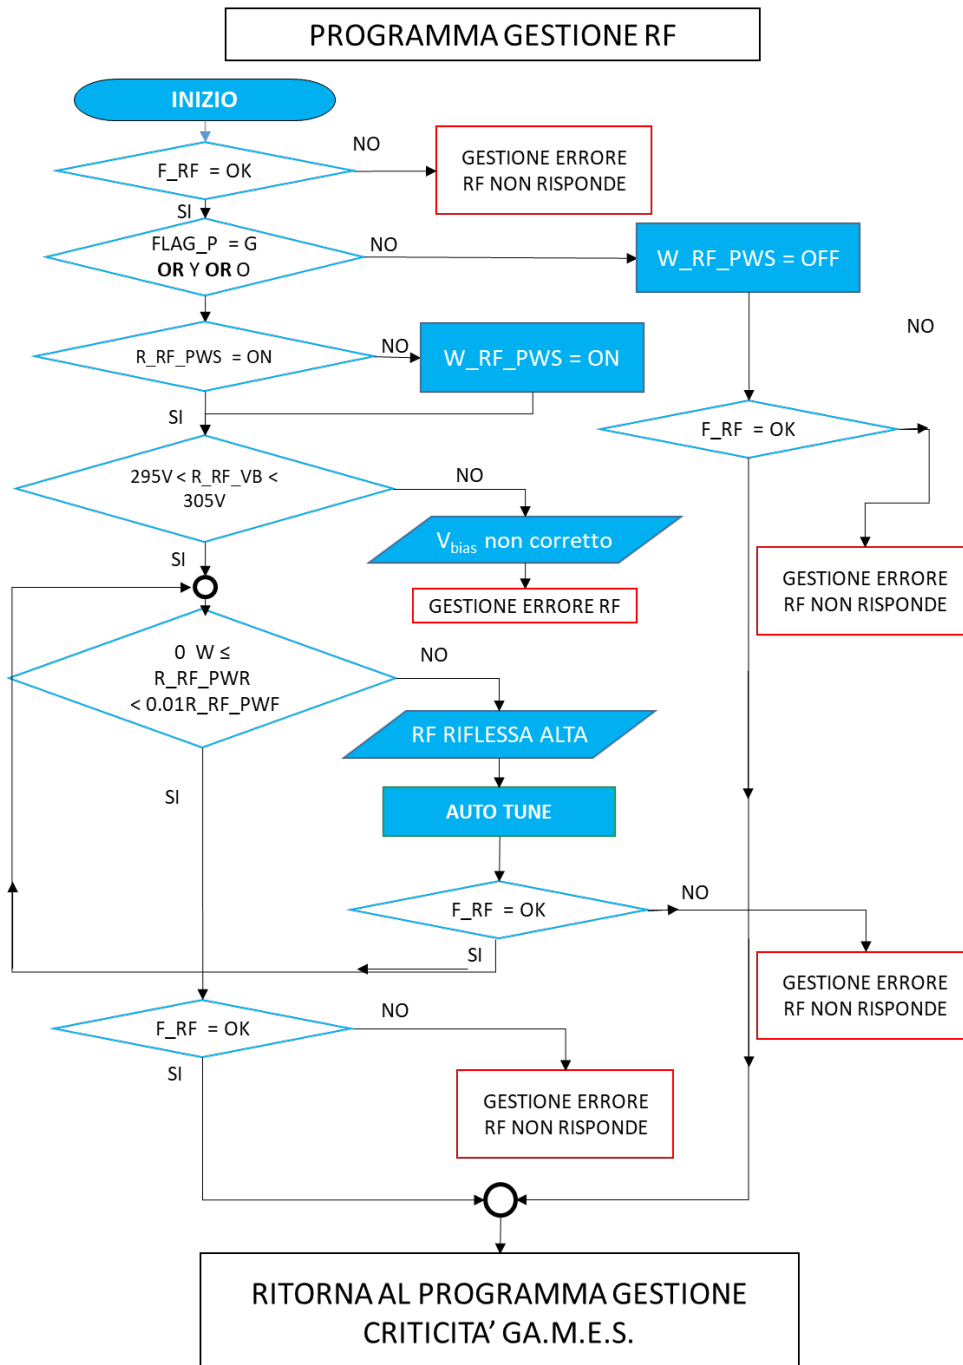 PROGRAMMA GESTIONE RF
INIZIO
NO
F_RF = OK
GESTIONE ERRORE
RF NON RISPONDE
SI
FLAG_P = G
OR Y OR O
NO
W_RF_PWS = OFF
NO
R_RF_PWS = ON
NO
W_RF_PWS = ON
SI
F_RF = OK
295V < R_RF_VB <
305V
NO
Vbias non corretto
SI
GESTIONE ERRORE
RF NON RISPONDE
GESTIONE ERRORE RF
0 W ≤
R_RF_PWR
< 0.01R_RF_PWF
NO
RF RIFLESSA ALTA
SI
AUTO TUNE
F_RF = OK
NO
SI
GESTIONE ERRORE
RF NON RISPONDE
F_RF = OK
NO
SI
GESTIONE ERRORE
RF NON RISPONDE
RITORNA AL PROGRAMMA GESTIONE
CRITICITA’ GA.M.E.S.